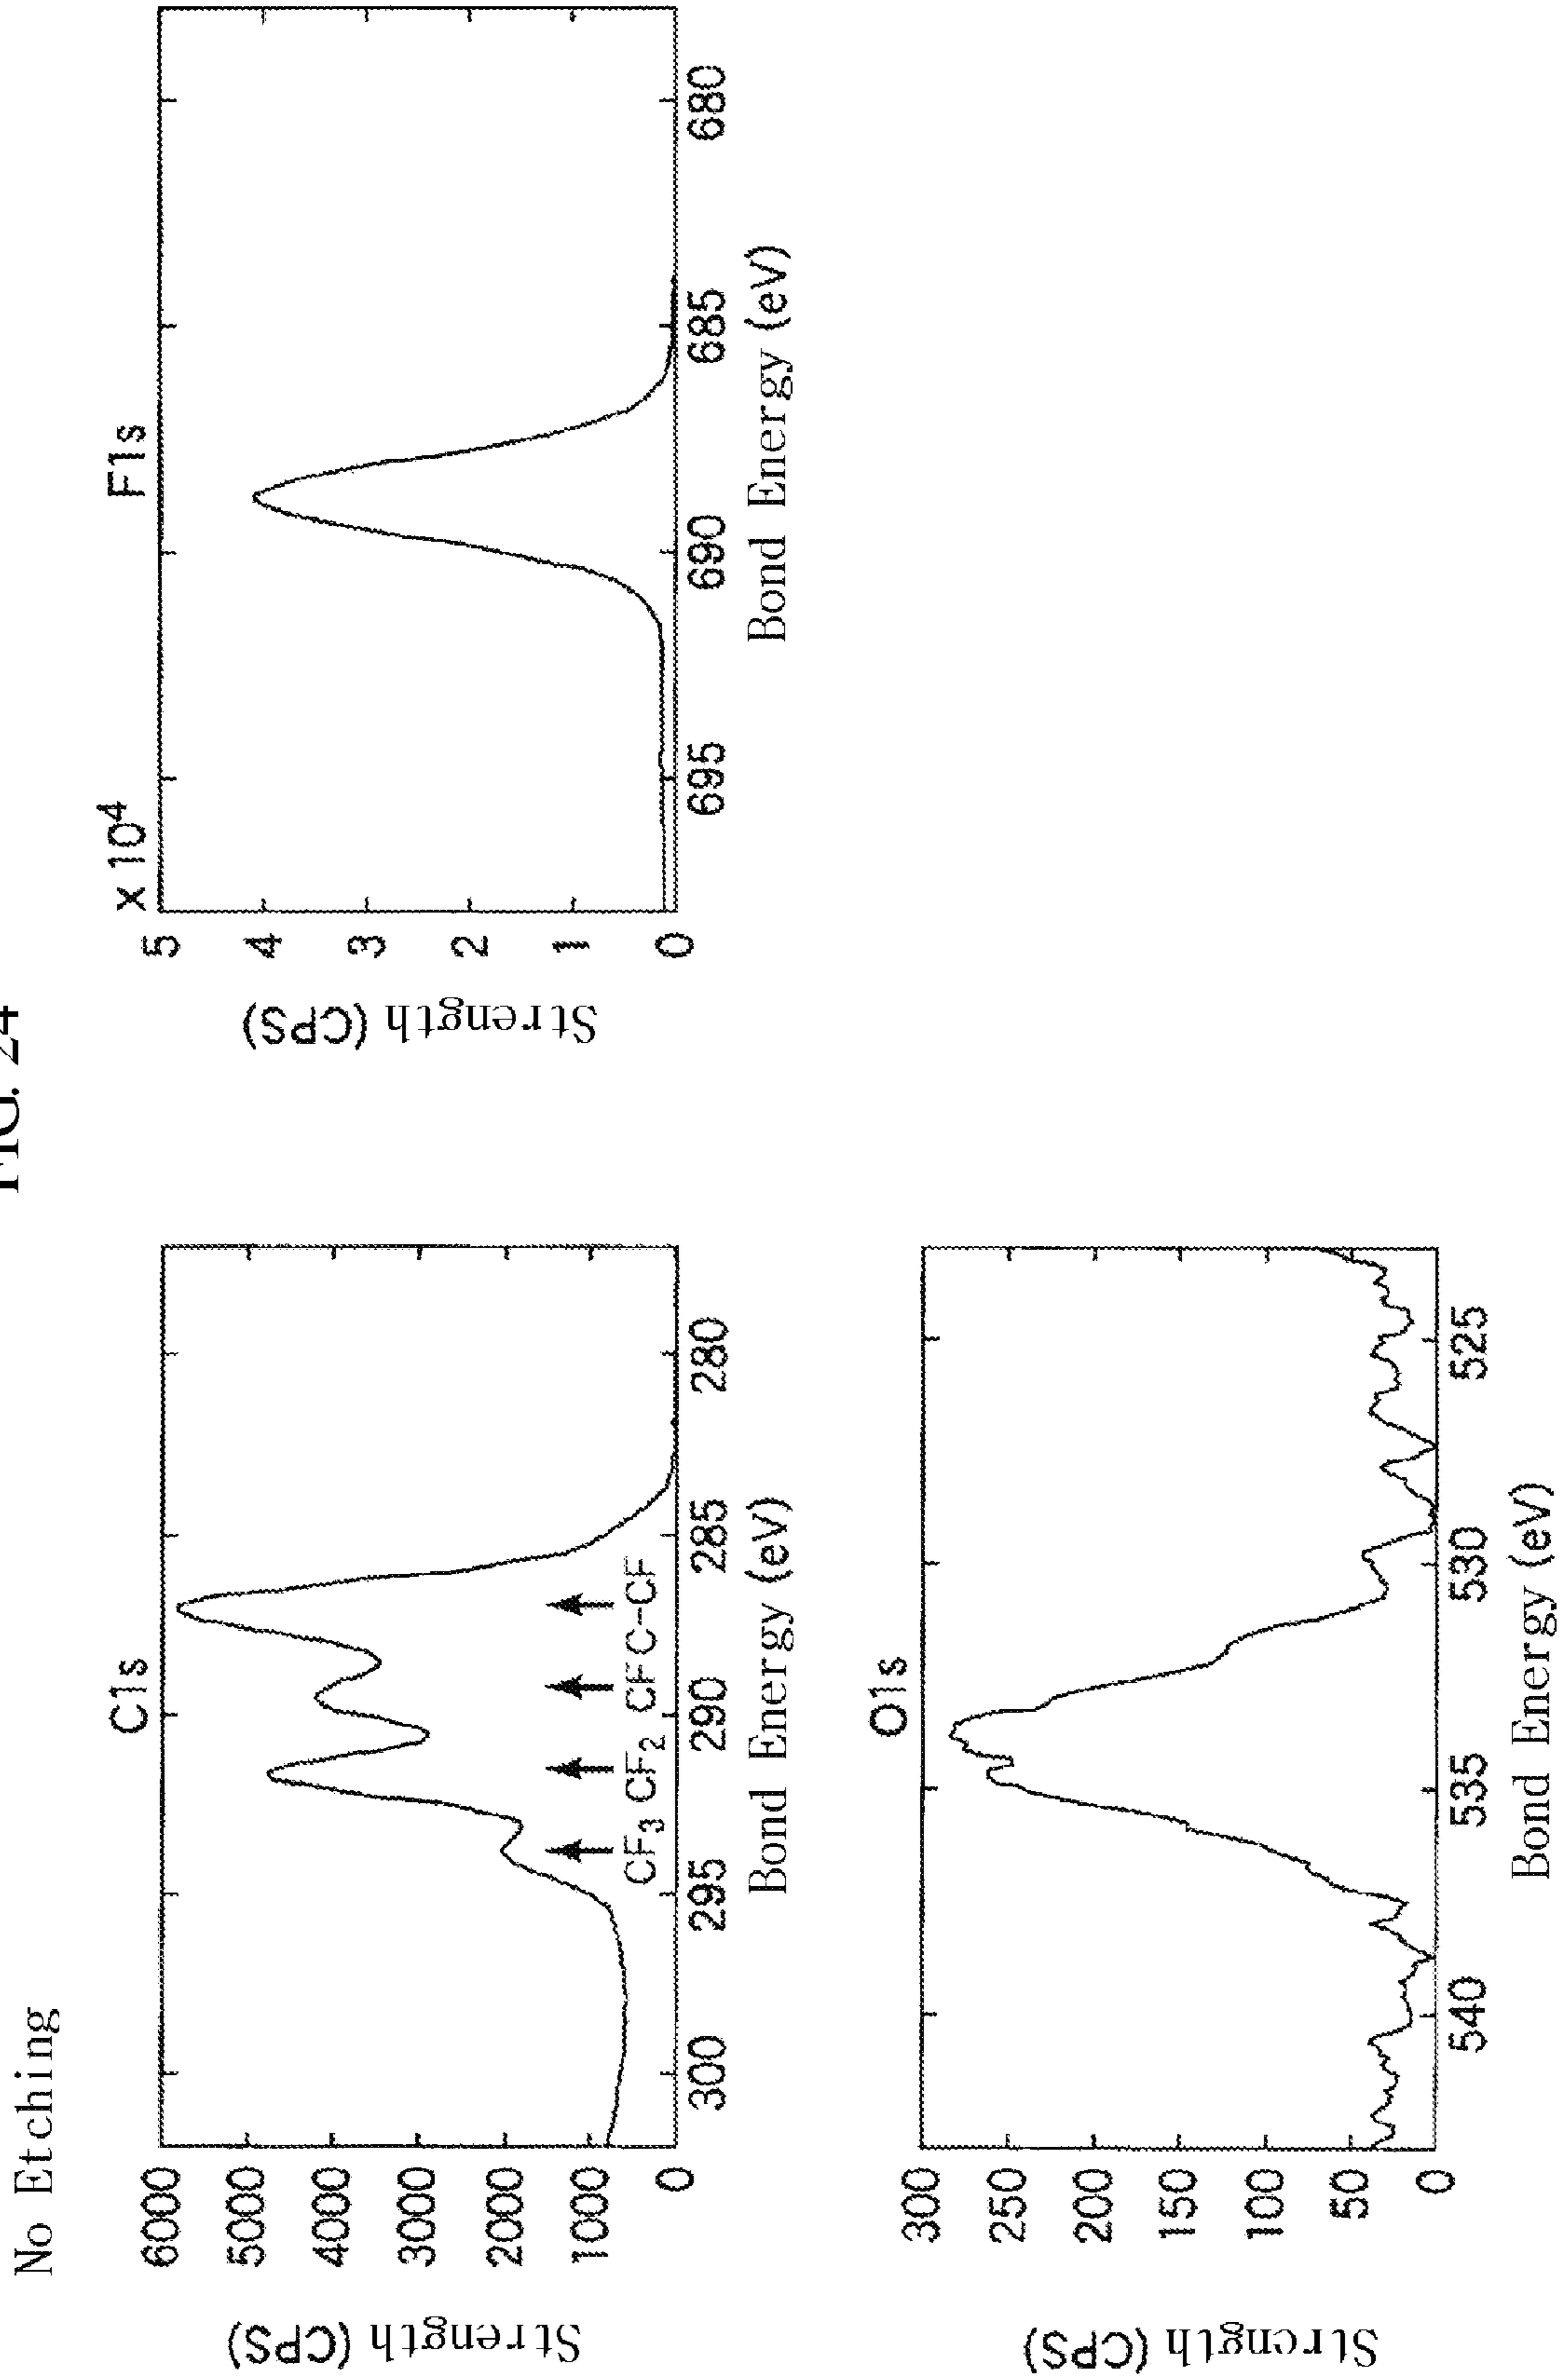 FIG. 24
No Etching
C1s
Strength (CPS)
6000
5000
4000
3000
2000
1000
0
CF3 CF2 CFC-CF
300 295 290 285 280
Bond Energy (eV)
F1s
x 10^4
Strength (CPS)
5
4
3
2
1
0
695 690 685 680
Bond Energy (eV)
O1s
Strcngth (CPS)
300
250
200
150
100
50
0
540 535 530 525
Bond Energy (eV)